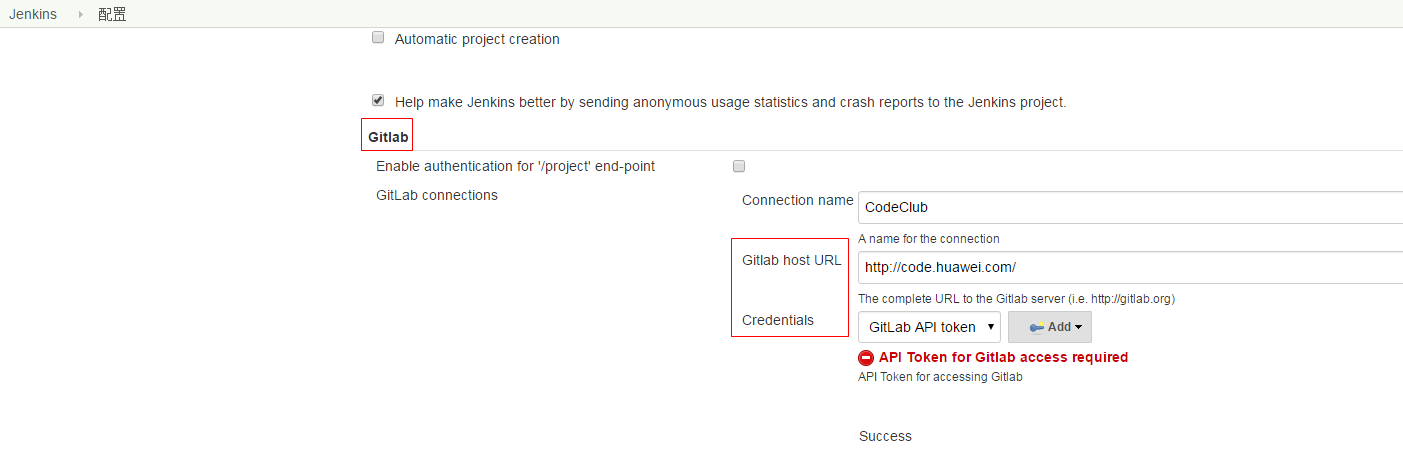 Jenkins 配置
Automatic project creation
Help make Jenkins better by sending anonymous usage statistics and crash reports to the Jenkins project.
Gitlab
Enable authentication for '/project' end-point
GitLab connections
Connection name CodeClub
A name for the connection
Gitlab host URL http://code.huawei.com/
The complete URL to the Gitlab server (i.e. http://gitlab.org)
Credentials GitLab API token Add
API Token for Gitlab access required
API Token for accessing Gitlab
Success